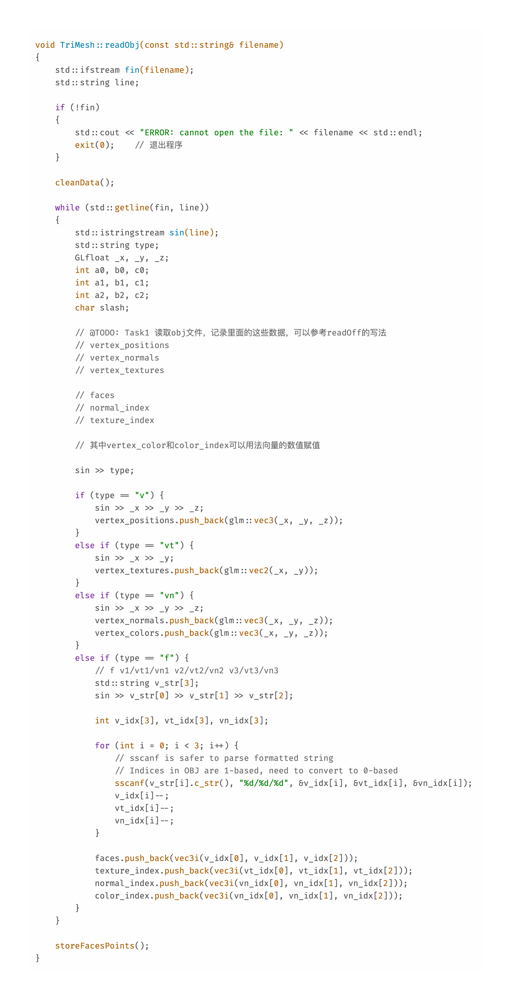 void TriMesh::readObj(const std::string& filename)
{
    std::ifstream fin(filename);
    std::string line;

    if (!fin)
    {
        std::cout << "ERROR: cannot open the file: " << filename << std::endl;
        exit(0);    // 退出程序
    }

    cleanData();

    while (std::getline(fin, line))
    {
        std::istringstream sin(line);
        std::string type;
        GLfloat _x, _y, _z;
        int a0, b0, c0;
        int a1, b1, c1;
        int a2, b2, c2;
        char slash;

        // @TODO: Task1 读取obj文件，记录里面的这些数据，可以参考readOff的写法
        // vertex_positions
        // vertex_normals
        // vertex_textures

        // faces
        // normal_index
        // texture_index

        // 其中vertex_color和color_index可以用法向量的数值赋值

        sin >> type;

        if (type == "v") {
            sin >> _x >> _y >> _z;
            vertex_positions.push_back(glm::vec3(_x, _y, _z));
        }
        else if (type == "vt") {
            sin >> _x >> _y;
            vertex_textures.push_back(glm::vec2(_x, _y));
        }
        else if (type == "vn") {
            sin >> _x >> _y >> _z;
            vertex_normals.push_back(glm::vec3(_x, _y, _z));
            vertex_colors.push_back(glm::vec3(_x, _y, _z));
        }
        else if (type == "f") {
            // f v1/vt1/vn1 v2/vt2/vn2 v3/vt3/vn3
            std::string v_str[3];
            sin >> v_str[0] >> v_str[1] >> v_str[2];

            int v_idx[3], vt_idx[3], vn_idx[3];

            for (int i = 0; i < 3; i++) {
                // sscanf is safer to parse formatted string
                // Indices in OBJ are 1-based, need to convert to 0-based
                sscanf(v_str[i].c_str(), "%d/%d/%d", &v_idx[i], &vt_idx[i], &vn_idx[i]);
                v_idx[i]--;
                vt_idx[i]--;
                vn_idx[i]--;
            }

            faces.push_back(vec3i(v_idx[0], v_idx[1], v_idx[2]));
            texture_index.push_back(vec3i(vt_idx[0], vt_idx[1], vt_idx[2]));
            normal_index.push_back(vec3i(vn_idx[0], vn_idx[1], vn_idx[2]));
            color_index.push_back(vec3i(vn_idx[0], vn_idx[1], vn_idx[2]));
        }
    }

    storeFacesPoints();
}